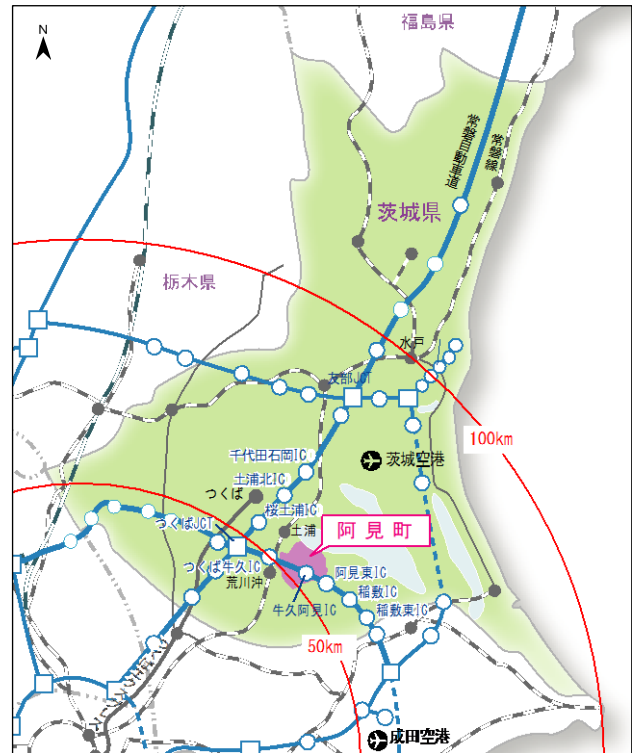 福島県
N
常磐自動車道
常磐線
茨城県
栃木県
水戸
友部JCT
100km
千代田石岡IC
茨城空港
土浦北IC
つくば
桜土浦IC
つくばJCT
土浦
阿見町
つくば牛久IC
阿見東IC
荒川沖
稲敷IC
牛久阿見IC
稲敷東IC
50km
成田空港